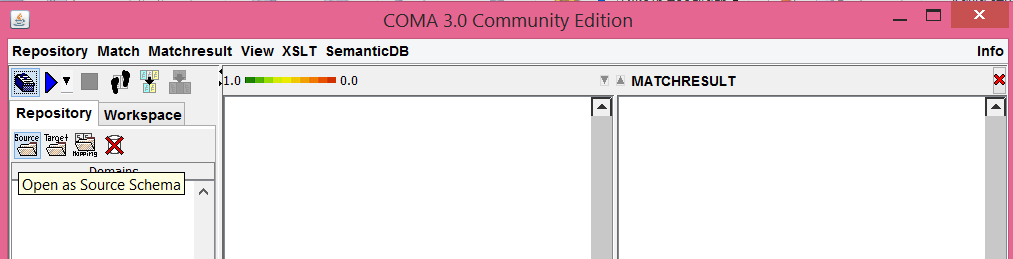 COMA 3.0 Community Edition
Repository Match Matchresult View XSLT SemanticDB Info
1.0 0.0 MATCHRESULT
Repository Workspace
Source Target Mapping
Domains
Open as Source Schema